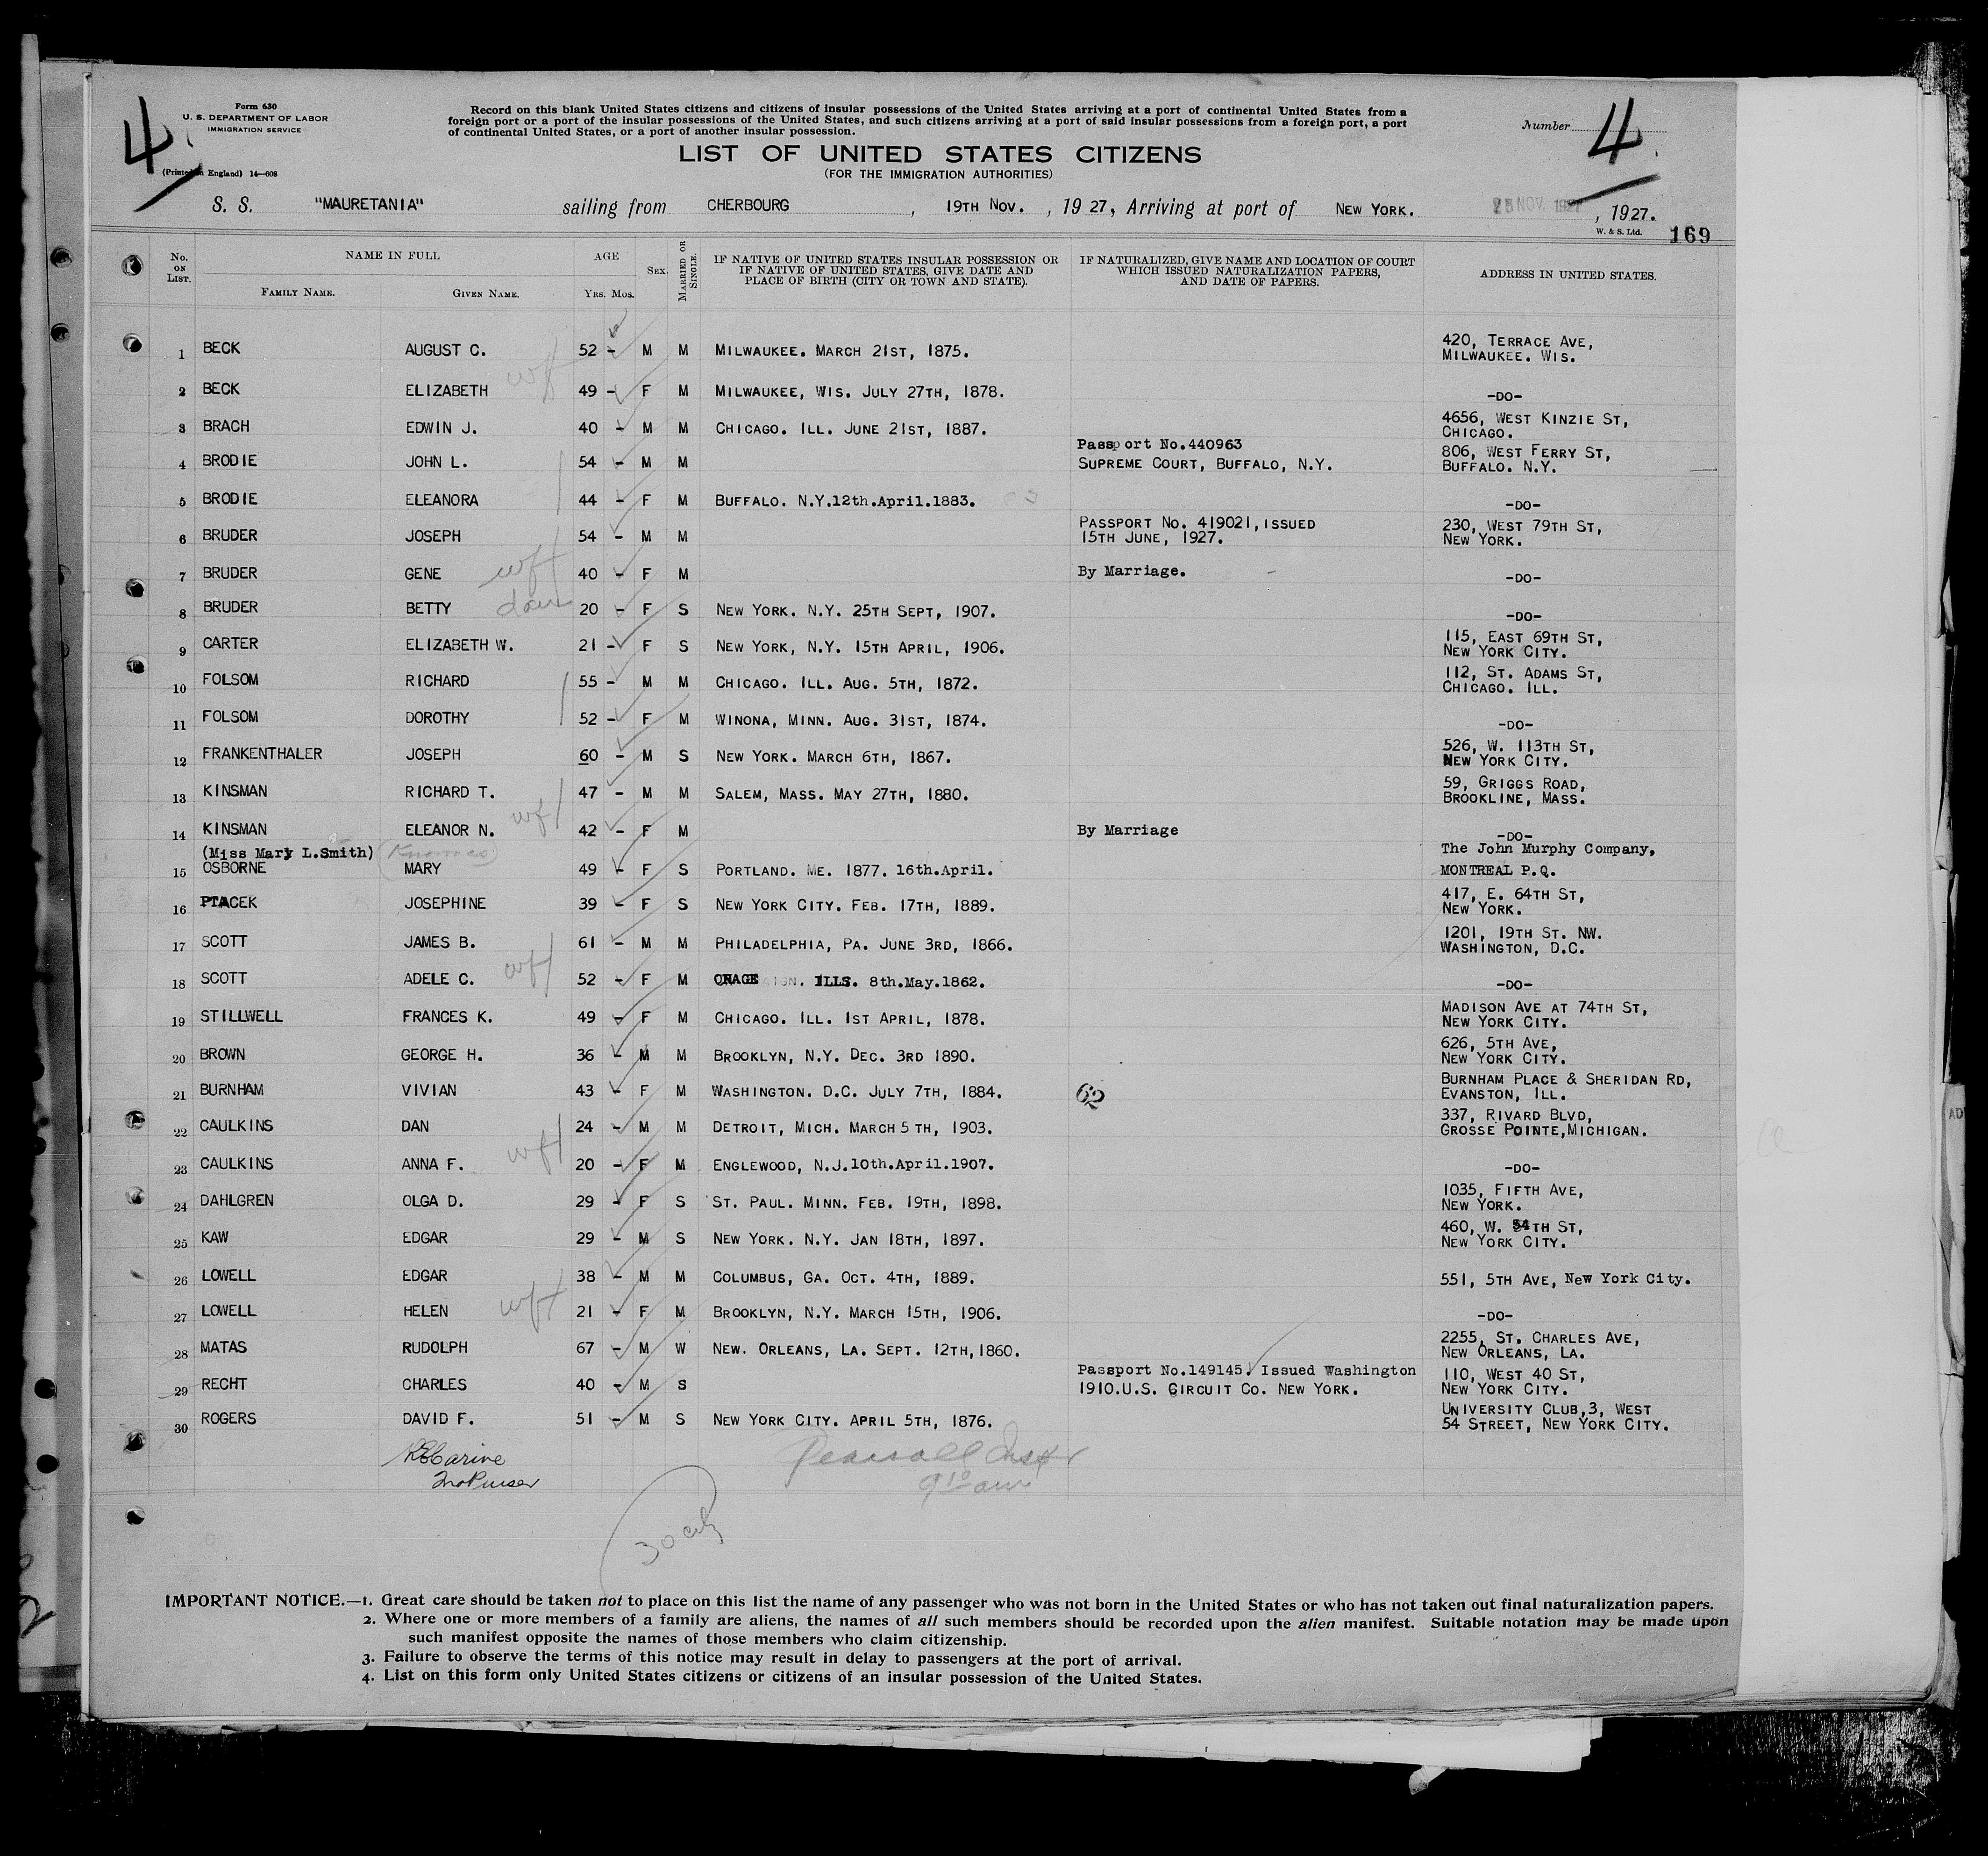 4
Form 630
U. S. DEPARTMENT OF LABOR
IMMIGRATION SERVICE
(Printed in England) 14—608
Record on this blank United States citizens and citizens of insular possessions of the United States arriving at a port of continental United States from a
foreign port or a port of the insular possessions of the United States, and such citizens arriving at a port of said insular possessions from a foreign port, a port
of continental United States, or a port of another insular possession.
Number 4
LIST OF UNITED STATES CITIZENS
(FOR THE IMMIGRATION AUTHORITIES)
S. S. "MAURETANIA" sailing from CHERBOURG, 19TH NOV., 1927, Arriving at port of NEW YORK. 25 NOV. 1927, 1927.
W. & S. Ltd. 169
No. ON LIST. NAME IN FULL FAMILY NAME. GIVEN NAME. AGE YRS. MOS. SEX. MARRIED OR SINGLE. IF NATIVE OF UNITED STATES INSULAR POSSESSION OR IF NATIVE OF UNITED STATES, GIVE DATE AND PLACE OF BIRTH (CITY OR TOWN AND STATE). IF NATURALIZED, GIVE NAME AND LOCATION OF COURT WHICH ISSUED NATURALIZATION PAPERS, AND DATE OF PAPERS. ADDRESS IN UNITED STATES.
1 BECK AUGUST C. 52 – M M MILWAUKEE. MARCH 21ST, 1875. 420, TERRACE AVE, MILWAUKEE. WIS.
wf
2 BECK ELIZABETH 49 – F M MILWAUKEE, WIS. JULY 27TH, 1878. –DO–
3 BRACH EDWIN J. 40 – M M CHICAGO. ILL. JUNE 21ST, 1887. 4656, WEST KINZIE ST, CHICAGO.
4 BRODIE JOHN L. 54 – M M Passport No.440963 SUPREME COURT, BUFFALO, N.Y. 806, WEST FERRY ST, BUFFALO. N.Y.
5 BRODIE ELEANORA 44 – F M BUFFALO. N.Y.12th.April.1883. –DO–
6 BRUDER JOSEPH 54 – M M PASSPORT No. 419021, ISSUED 15TH JUNE, 1927. 230, WEST 79TH ST, NEW YORK.
7 BRUDER GENE wf 40 – F M By Marriage. –DO–
8 BRUDER BETTY dau 20 – F S NEW YORK. N.Y. 25TH SEPT, 1907. –DO–
9 CARTER ELIZABETH W. 21 – F S NEW YORK, N.Y. 15TH APRIL, 1906. 115, EAST 69TH ST, NEW YORK CITY.
10 FOLSOM RICHARD 55 – M M CHICAGO. ILL. AUG. 5TH, 1872. 112, ST. ADAMS ST, CHICAGO. ILL.
11 FOLSOM DOROTHY 52 – F M WINONA, MINN. AUG. 31ST, 1874. –DO–
12 FRANKENTHALER JOSEPH 60 – M S NEW YORK. MARCH 6TH, 1867. 526, W. 113TH ST, NEW YORK CITY.
13 KINSMAN RICHARD T. 47 – M M SALEM, MASS. MAY 27TH, 1880. 59, GRIGGS ROAD, BROOKLINE, MASS.
14 KINSMAN ELEANOR N. wf 42 – F M By Marriage –DO–
(Miss Mary L.Smith) (Known as)
15 OSBORNE MARY 49 – F S PORTLAND. ME. 1877. 16th.April. The John Murphy Company, MONTREAL P.Q.
16 PTACEK JOSEPHINE 39 – F S NEW YORK CITY. FEB. 17TH, 1889. 417, E. 64TH ST, NEW YORK.
17 SCOTT JAMES B. 61 – M M PHILADELPHIA, PA. JUNE 3RD, 1866. 1201, 19TH ST. NW. WASHINGTON, D.C.
18 SCOTT ADELE C. wf 52 – F M ILLS. 8th.May.1862. –DO–
19 STILLWELL FRANCES K. 49 – F M CHICAGO. ILL. 1ST APRIL, 1878. MADISON AVE AT 74TH ST, NEW YORK CITY.
20 BROWN GEORGE H. 36 – M M BROOKLYN, N.Y. DEC. 3RD 1890. 626, 5TH AVE, NEW YORK CITY.
21 BURNHAM VIVIAN 43 – F M WASHINGTON. D.C. JULY 7TH, 1884. 62 BURNHAM PLACE & SHERIDAN RD, EVANSTON, ILL.
22 CAULKINS DAN 24 – M M DETROIT, MICH. MARCH 5TH, 1903. 337, RIVARD BLVD, GROSSE POINTE, MICHIGAN.
23 CAULKINS ANNA F. wf 20 – F M ENGLEWOOD, N.J.10th.April.1907. –DO–
24 DAHLGREN OLGA D. 29 – F S ST. PAUL. MINN. FEB. 19TH, 1898. 1035, FIFTH AVE, NEW YORK.
25 KAW EDGAR 29 – M S NEW YORK. N.Y. JAN 18TH, 1897. 460, W. 54TH ST, NEW YORK CITY.
26 LOWELL EDGAR 38 – M M COLUMBUS, GA. OCT. 4TH, 1889. 551, 5TH AVE, New York City.
27 LOWELL HELEN wf 21 – F M BROOKLYN, N.Y. MARCH 15TH, 1906. –DO–
28 MATAS RUDOLPH 67 – M W NEW. ORLEANS, LA. SEPT. 12TH, 1860. 2255, ST. CHARLES AVE, NEW ORLEANS, LA.
29 RECHT CHARLES 40 – M S Passport No.149145. Issued Washington 1910.U.S. CIRCUIT CO. NEW YORK. 110, WEST 40 ST, NEW YORK CITY.
30 ROGERS DAVID F. 51 – M S NEW YORK CITY. APRIL 5TH, 1876. UNIVERSITY CLUB, 3, WEST 54 STREET, NEW YORK CITY.
Pearsall Inspr
9 10 am
30
IMPORTANT NOTICE.—1. Great care should be taken not to place on this list the name of any passenger who was not born in the United States or who has not taken out final naturalization papers.
2. Where one or more members of a family are aliens, the names of all such members should be recorded upon the alien manifest. Suitable notation may be made upon
such manifest opposite the names of those members who claim citizenship.
3. Failure to observe the terms of this notice may result in delay to passengers at the port of arrival.
4. List on this form only United States citizens or citizens of an insular possession of the United States.